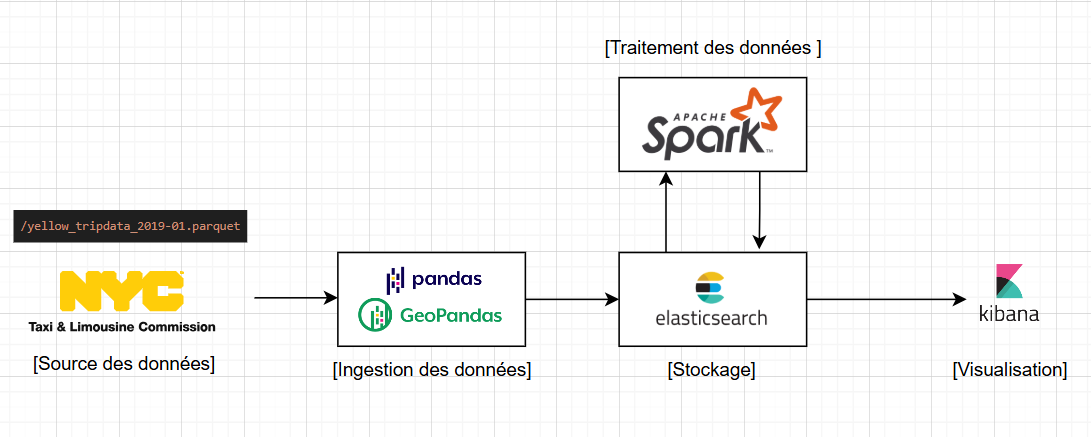 [Traitement des données ]
APACHE
Spark™
/yellow_tripdata_2019-01.parquet
NYC
Taxi & Limousine Commission
[Source des données]
pandas
GeoPandas
[Ingestion des données]
elasticsearch
[Stockage]
kibana
[Visualisation]